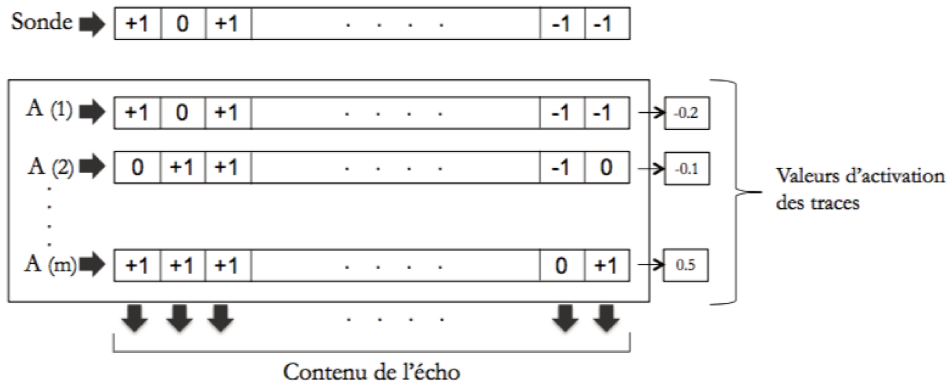 Sonde +1 0 +1 . . . . -1 -1
A (1) +1 0 +1 . . . . -1 -1 -0.2
A (2) 0 +1 +1 . . . . -1 0 -0.1
Valeurs d'activation
des traces
A (m) +1 +1 +1 . . . . 0 +1 0.5
. . . .
Contenu de l'écho